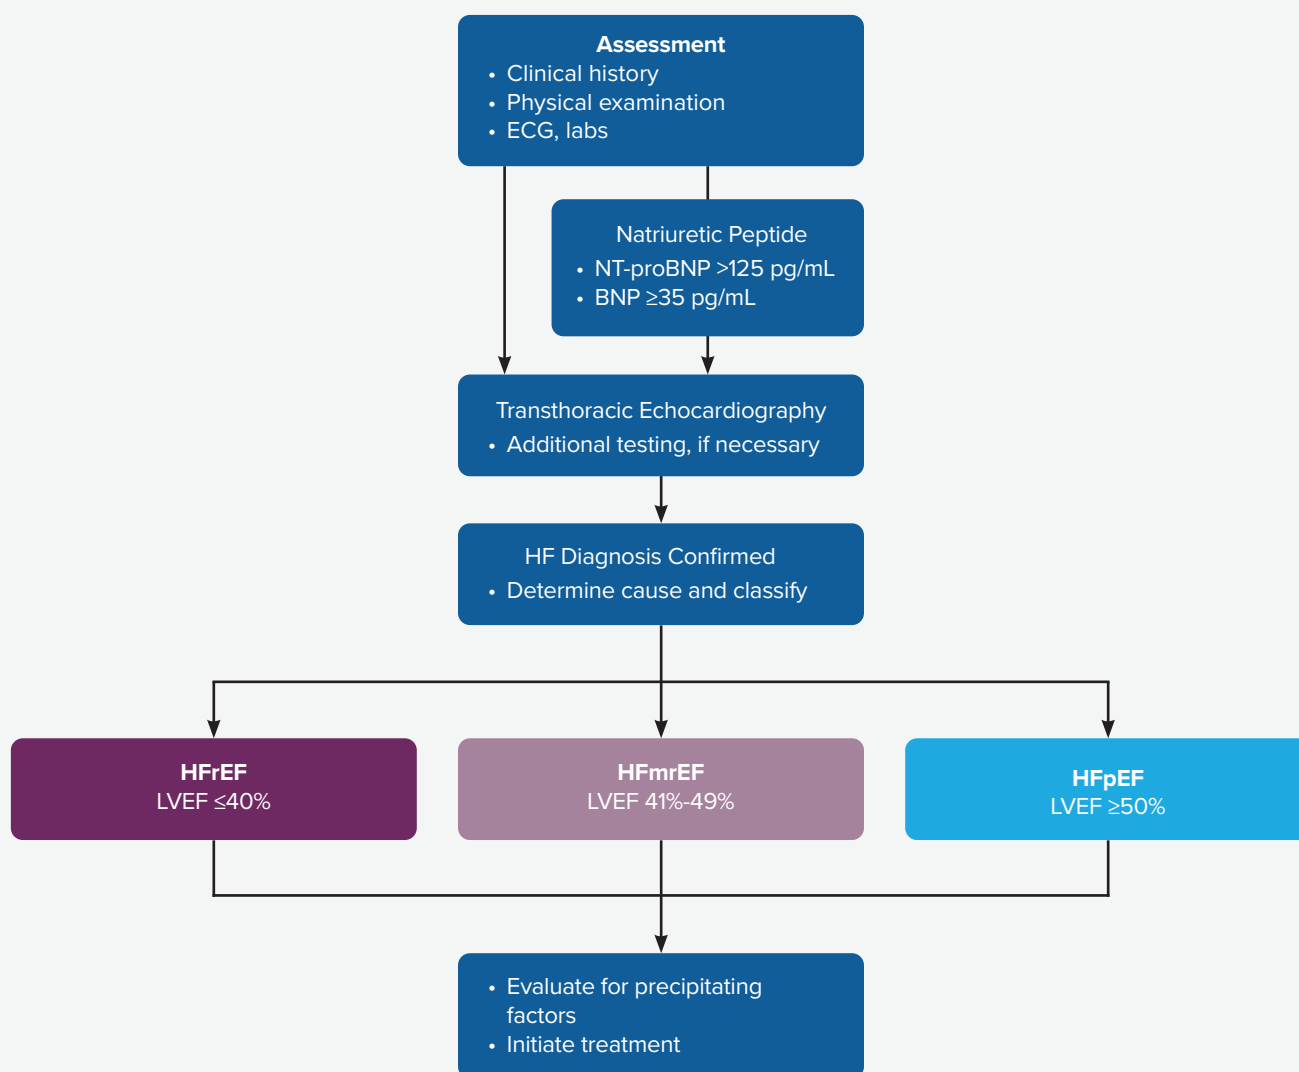 Assessment
• Clinical history
• Physical examination
• ECG, labs
Natriuretic Peptide
• NT-proBNP >125 pg/mL
• BNP ≥35 pg/mL
Transthoracic Echocardiography
• Additional testing, if necessary
HF Diagnosis Confirmed
• Determine cause and classify
HFrEF
LVEF ≤40%
HFmrEF
LVEF 41%-49%
HFpEF
LVEF ≥50%
• Evaluate for precipitating
factors
• Initiate treatment